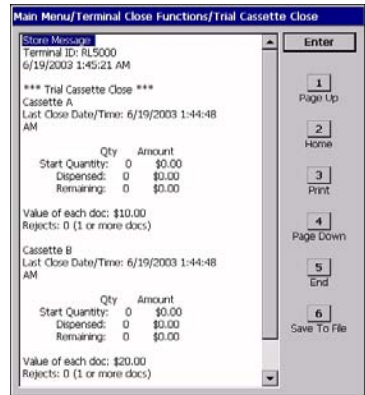 Main Menu/Terminal Close Functions/Trial Cassette Close
Store Message
Terminal ID: RL5000
6/19/2003 1:45:21 AM
*** Trial Cassette Close ***
Cassette A
Last Close Date/Time: 6/19/2003 1:44:48
AM
Qty Amount
Start Quantity: 0 $0.00
Dispensed: 0 $0.00
Remaining: 0 $0.00
Value of each doc: $10.00
Rejects: 0 (1 or more docs)
Cassette B
Last Close Date/Time: 6/19/2003 1:44:48
AM
Qty Amount
Start Quantity: 0 $0.00
Dispensed: 0 $0.00
Remaining: 0 $0.00
Value of each doc: $20.00
Rejects: 0 (1 or more docs)
Enter
1
Page Up
2
Home
3
Print
4
Page Down
5
End
6
Save To File